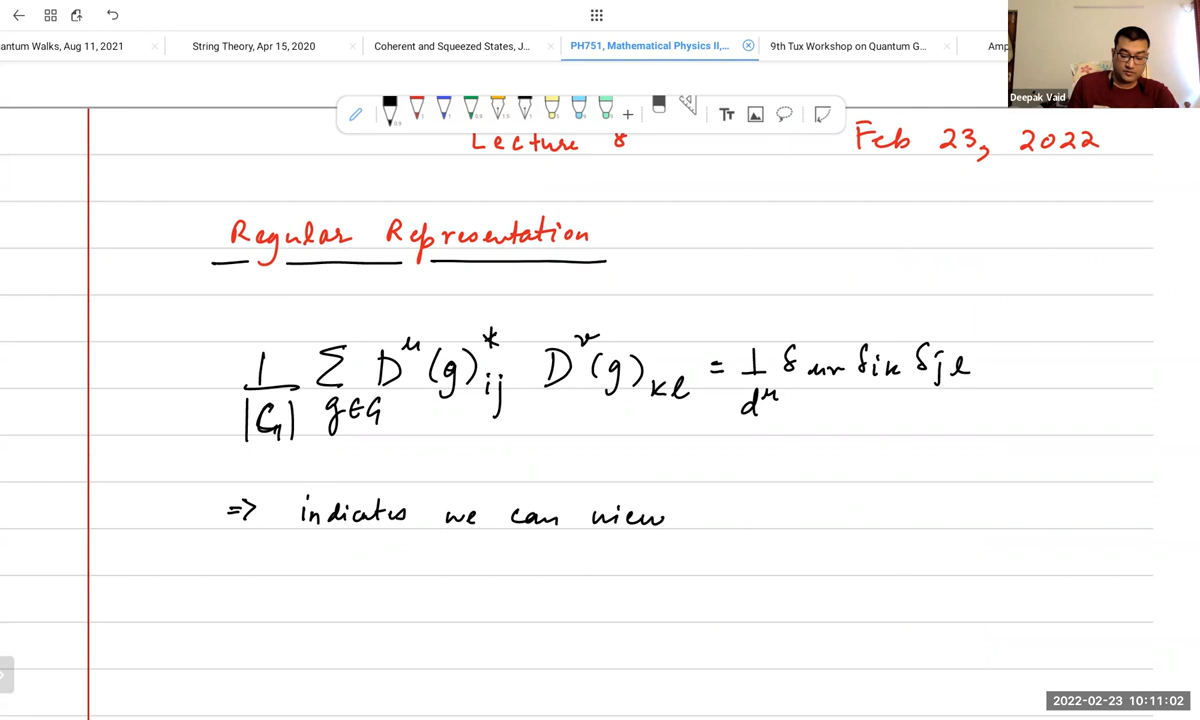 antum Walks, Aug 11, 2021 String Theory, Apr 15, 2020 Coherent and Squeezed States, J... PH751, Mathematical Physics II,... 9th Tux Workshop on Quantum G... Amp
Deepak Vaid
Lecture 8 Feb 23, 2022
Regular Representation
1/|G| Σ_{g∈G} D^μ(g)*_{ij} D^ν(g)_{kl} = 1/d^μ δ_{μν} δ_{ik} δ_{jl}
=> indicates we can view
2022-02-23 10:11:02